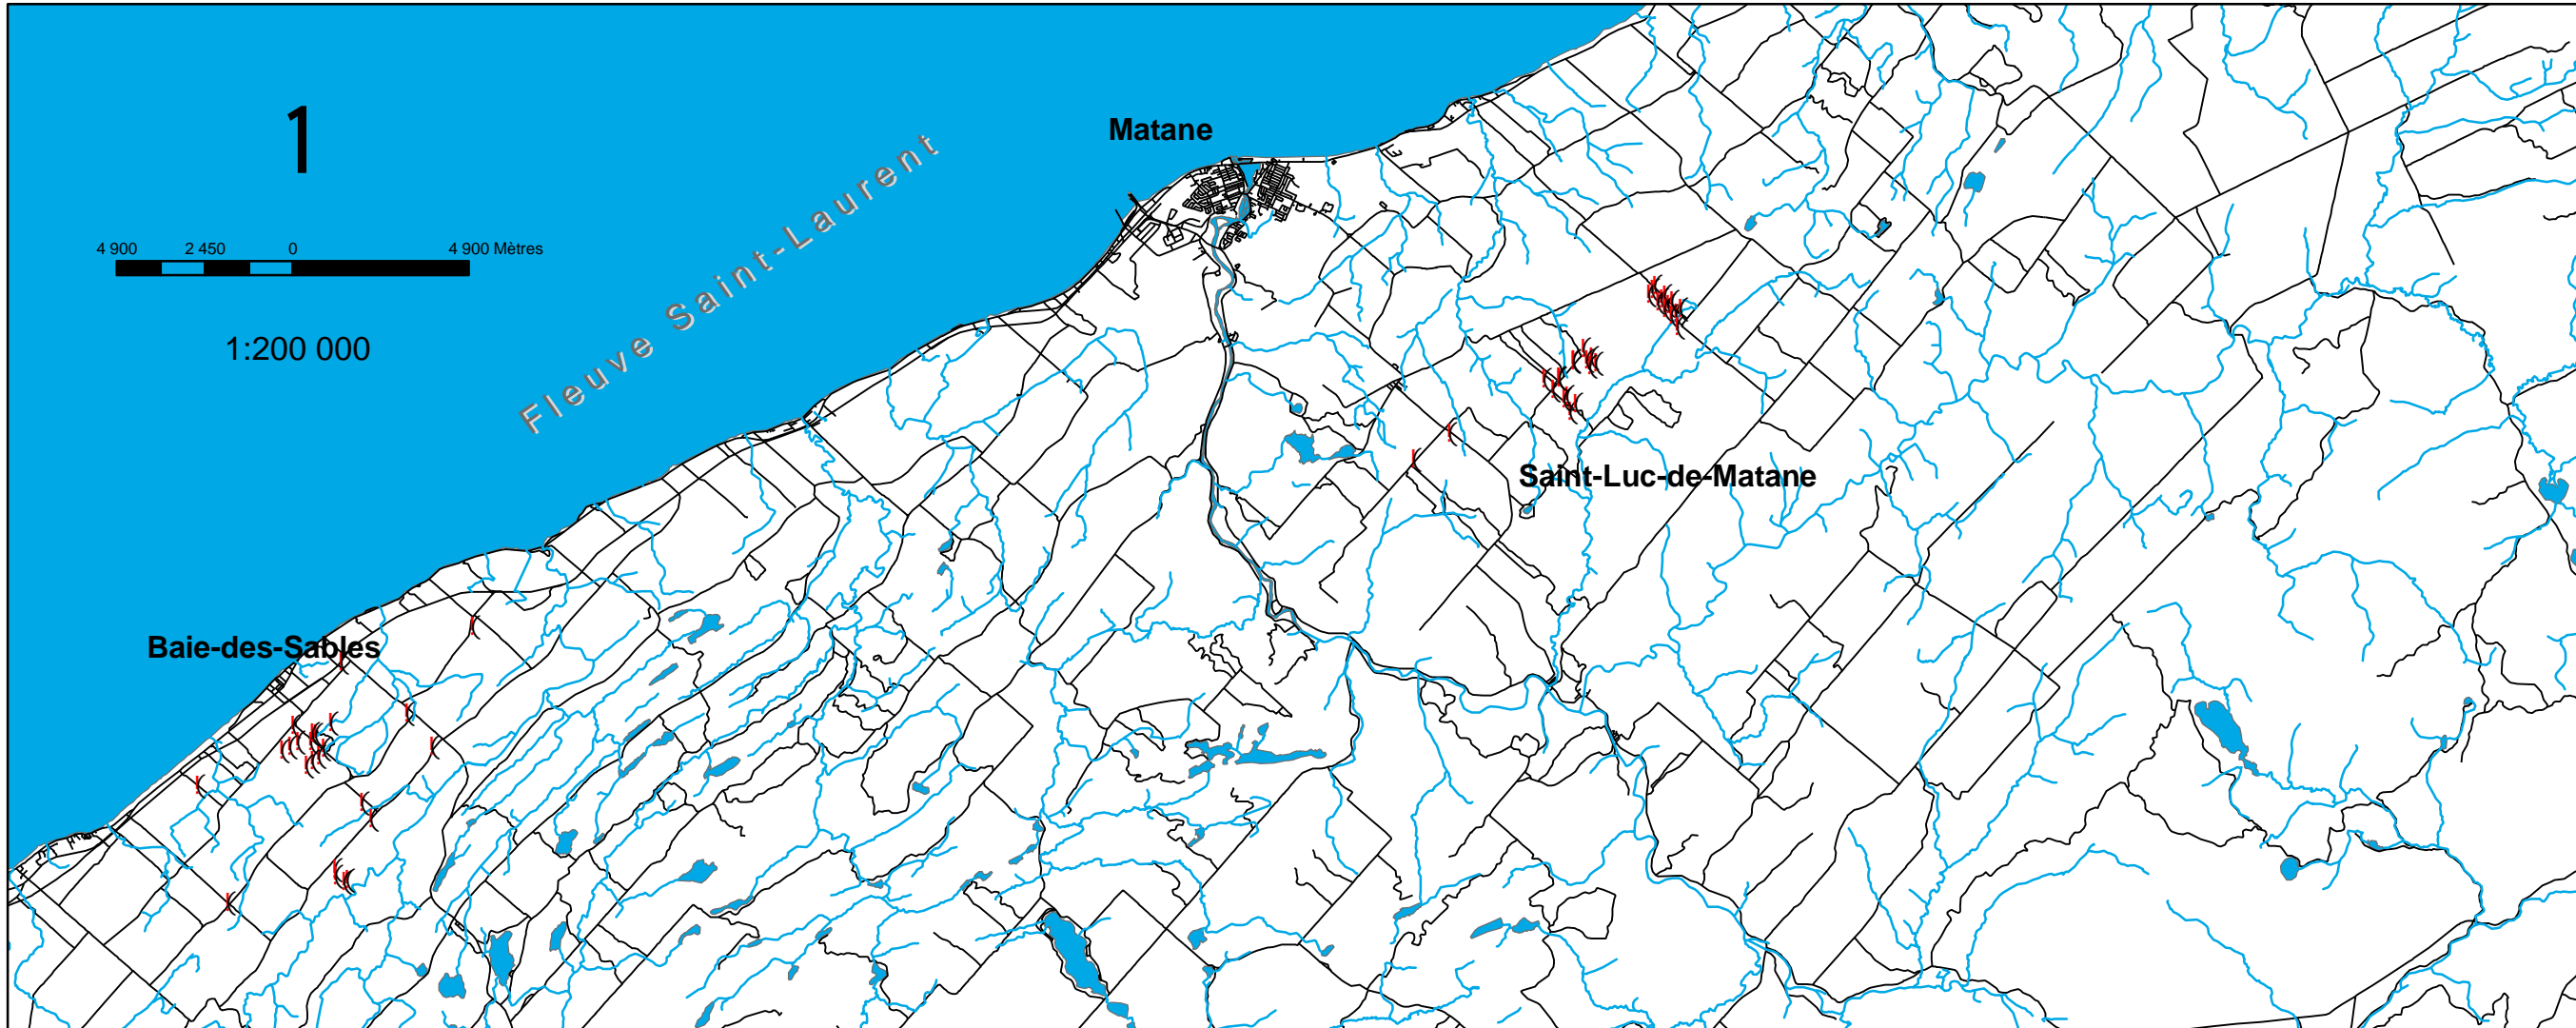 1
Matane
Fleuve Saint-Laurent
4 900 2 450 0 4 900 Mètres
1:200 000
Saint-Luc-de-Matane
Baie-des-Sables